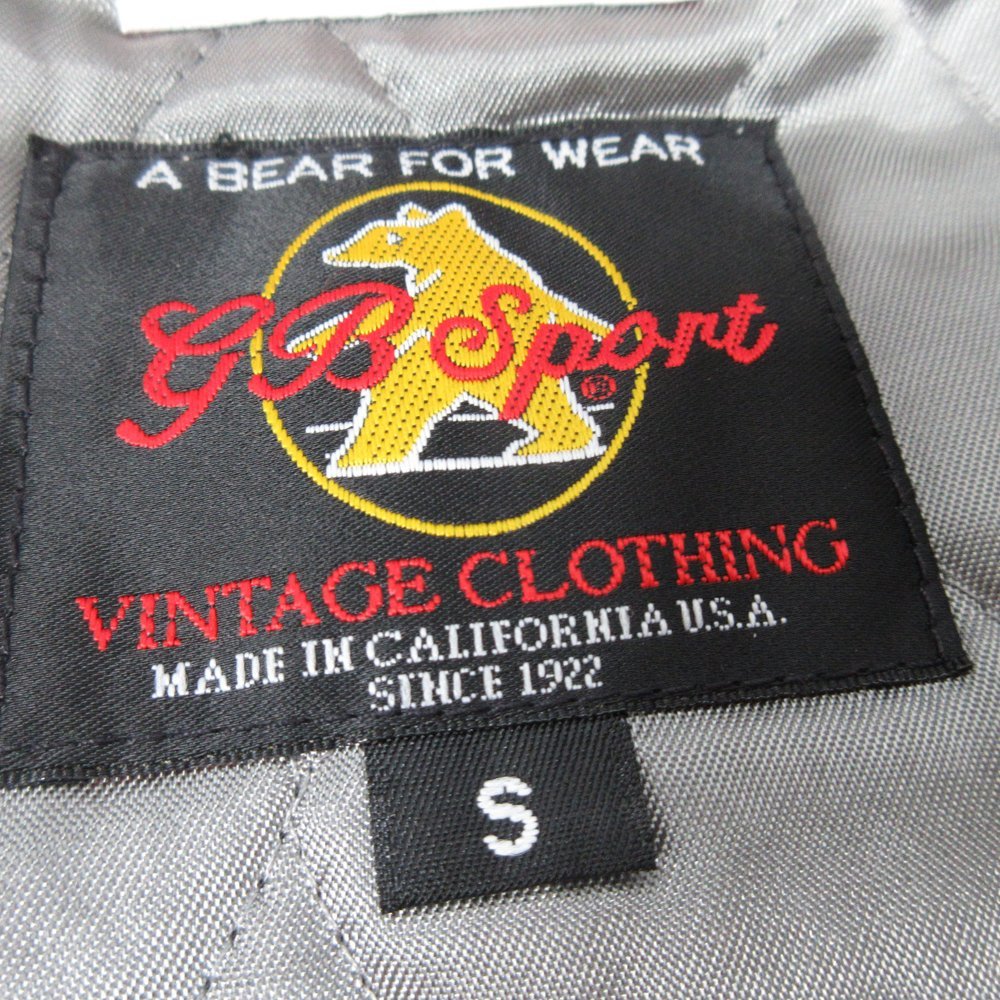 A BEAR FOR WEAR
GB Sport ®
VINTAGE CLOTHING
MADE IN CALIFORNIA U.S.A.
SINCE 1922
S